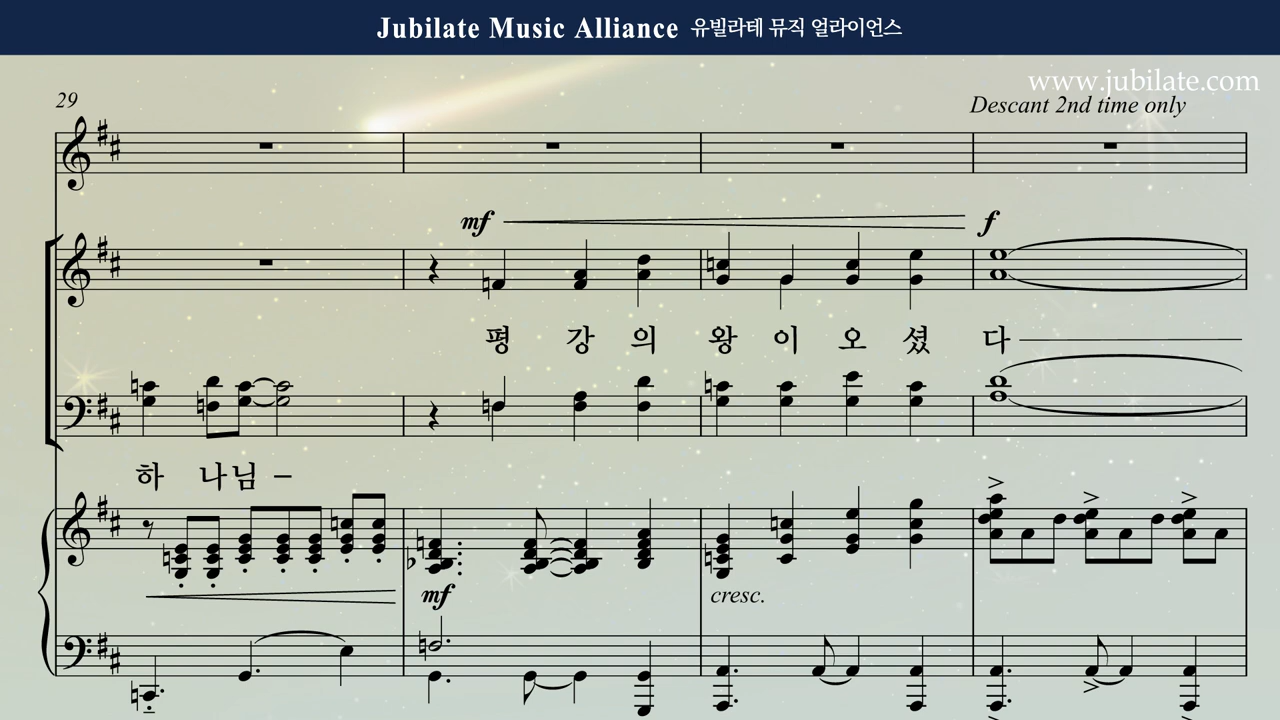 Jubilate Music Alliance 유빌라테 뮤직 얼라이언스
www.jubilate.com
29
Descant 2nd time only
mf f
평 강 의 왕 이 오 셨 다
하 나 님 –
mf cresc.